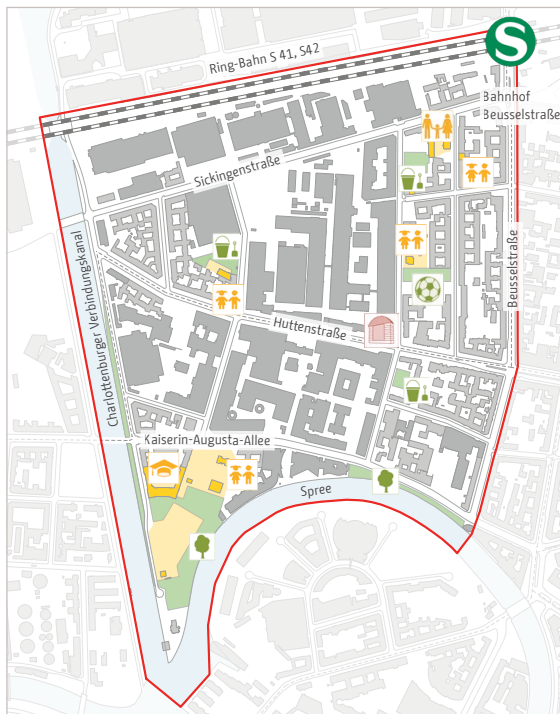 S
Ring-Bahn S 41, S42
Bahnhof
Beusselstraße
Sickingenstraße
Charlottenburger Verbindungskanal
Beusselstraße
Huttenstraße
Kaiserin-Augusta-Allee
Spree